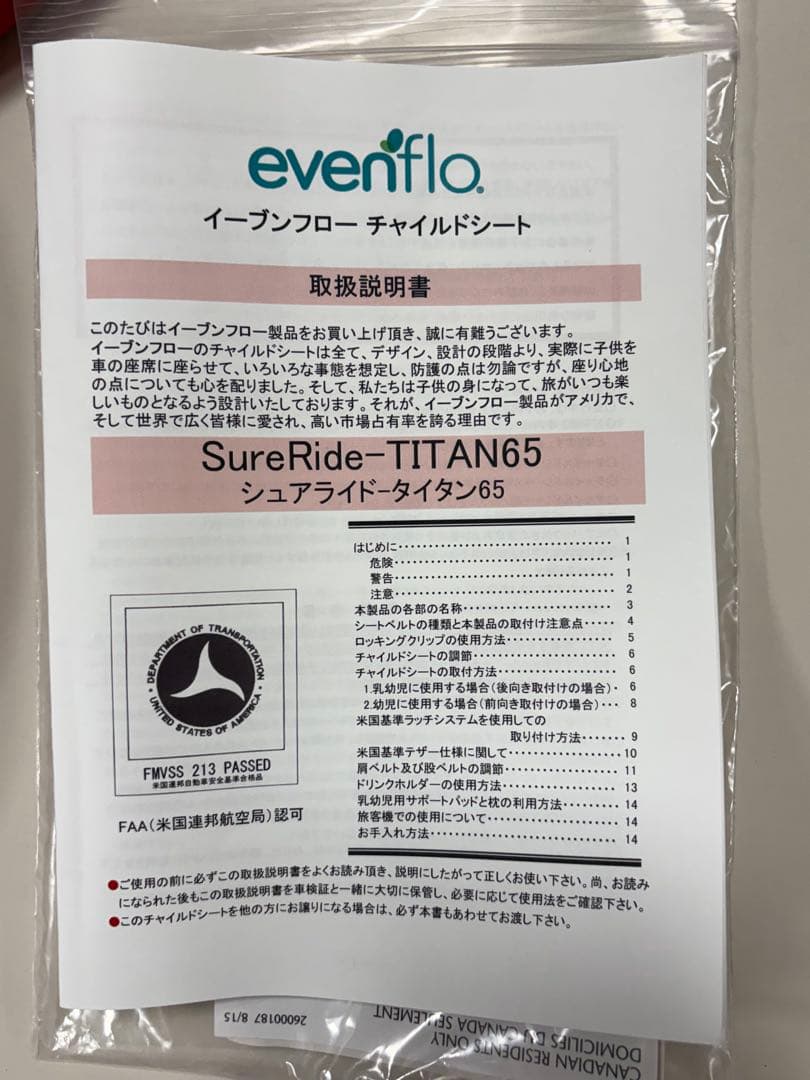 evenflo®
イーブンフロー チャイルドシート
取扱説明書
このたびはイーブンフロー製品をお買い上げ頂き、誠に有難うございます。
イーブンフローのチャイルドシートは全て、デザイン、設計の段階より、実際に子供を
車の座席に座らせて、いろいろな事態を想定し、防護の点は勿論ですが、座り心地
の点についても心を配りました。そして、私たちは子供の身になって、旅がいつも楽
しいものとなるよう設計いたしております。それが、イーブンフロー製品がアメリカで、
そして世界で広く皆様に愛され、高い市場占有率を誇る理由です。
SureRide-TITAN65
シュアライド-タイタン65
はじめに・・・・・・・・・・・・・・・・・・・・・・・・・・・・・・・・ 1
危険・・・・・・・・・・・・・・・・・・・・・・・・・・・・・・・・ 1
警告・・・・・・・・・・・・・・・・・・・・・・・・・・・・・・・・ 1
注意・・・・・・・・・・・・・・・・・・・・・・・・・・・・・・・・ 2
本製品の各部の名称・・・・・・・・・・・・・・・・・・・・・・ 3
シートベルトの種類と本製品の取付け注意点・・・・・ 4
ロッキングクリップの使用方法・・・・・・・・・・・・・・・ 5
チャイルドシートの調節・・・・・・・・・・・・・・・・・・・・ 6
チャイルドシートの取付方法・・・・・・・・・・・・・・・・・ 6
1.乳幼児に使用する場合(後向き取付けの場合)・ 6
2.幼児に使用する場合(前向き取付けの場合)・・・ 8
米国基準ラッチシステムを使用しての
取り付け方法・・・・・・・ 9
米国基準テザー仕様に関して・・・・・・・・・・・・・・・・ 10
肩ベルト及び股ベルトの調節・・・・・・・・・・・・・・・・ 11
ドリンクホルダーの使用方法・・・・・・・・・・・・・・・・ 13
乳幼児用サポートパッドと枕の利用方法・・・・・・・・ 14
旅客機での使用について・・・・・・・・・・・・・・・・・・・ 14
お手入れ方法・・・・・・・・・・・・・・・・・・・・・・・・・・・ 14
DEPARTMENT OF TRANSPORTATION
UNITED STATES OF AMERICA
FMVSS 213 PASSED
米国連邦自動車安全基準合格品
FAA(米国連邦航空局)認可
●ご使用の前に必ずこの取扱説明書をよくお読み頂き、説明にしたがって正しくお使い下さい。尚、お読み
になられた後もこの取扱説明書を車検証と一緒に大切に保管し、必要に応じて使用法をご確認下さい。
●このチャイルドシートを他の方にお譲りになる場合は、必ず本書もあわせてお渡し下さい。
CANADIAN RESIDENTS ONLY
DOMICILIÉS DU CANADA SEULEMENT
26000187 8/15